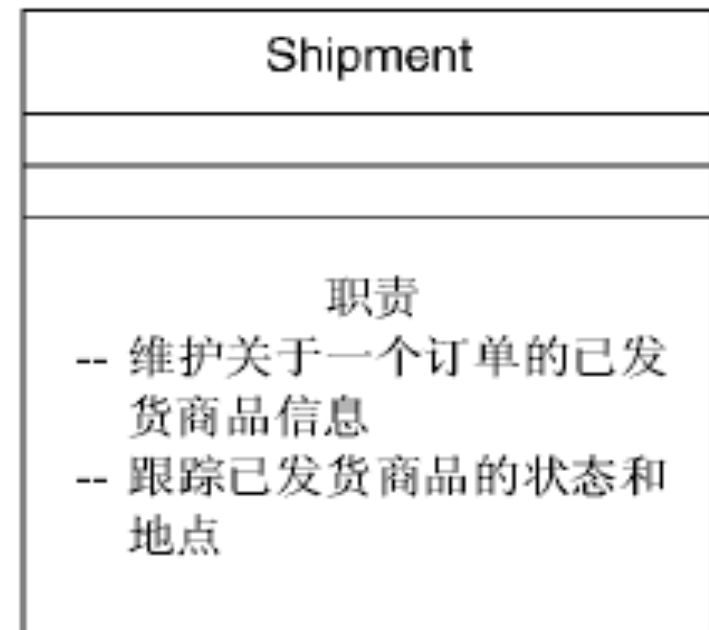 Shipment
职责
-- 维护关于一个订单的已发
货商品信息
-- 跟踪已发货商品的状态和
地点